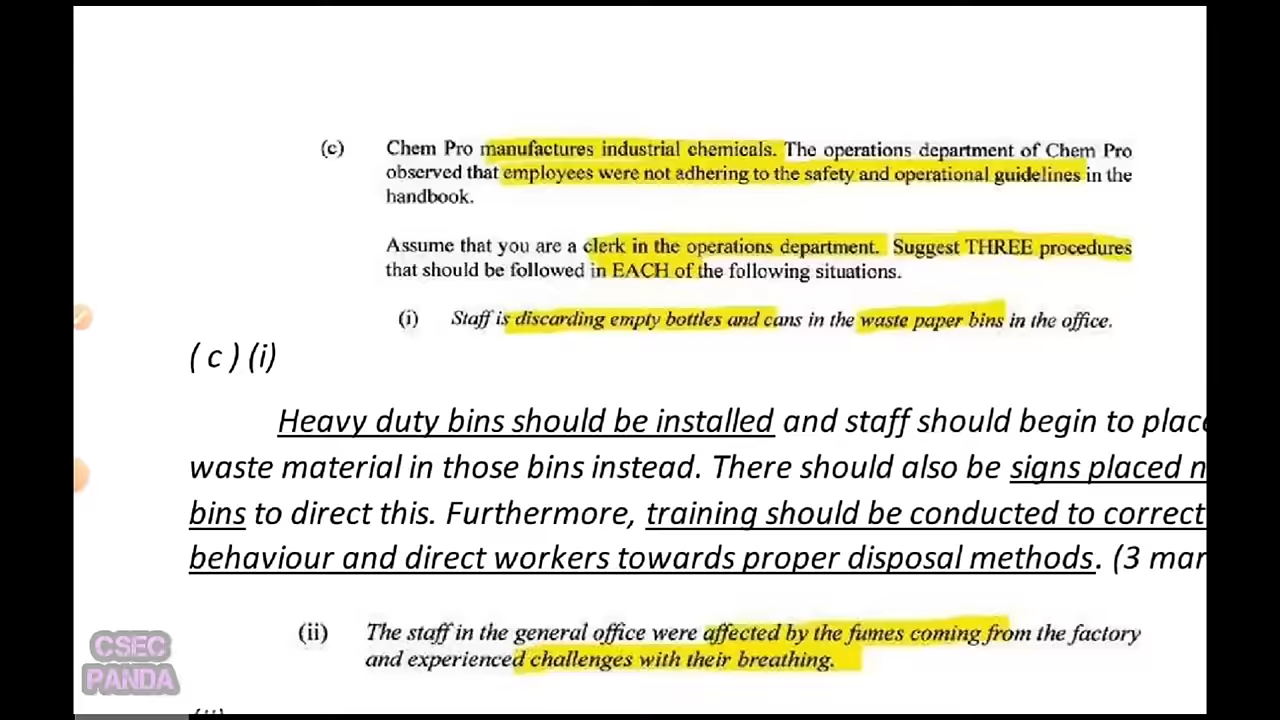 (c) Chem Pro manufactures industrial chemicals. The operations department of Chem Pro
observed that employees were not adhering to the safety and operational guidelines in the
handbook.
Assume that you are a clerk in the operations department. Suggest THREE procedures
that should be followed in EACH of the following situations.
(i) Staff is discarding empty bottles and cans in the waste paper bins in the office.
( c ) (i)
Heavy duty bins should be installed and staff should begin to place
waste material in those bins instead. There should also be signs placed n
bins to direct this. Furthermore, training should be conducted to correct
behaviour and direct workers towards proper disposal methods. (3 mar
(ii) The staff in the general office were affected by the fumes coming from the factory
and experienced challenges with their breathing.
CSEC
PANDA